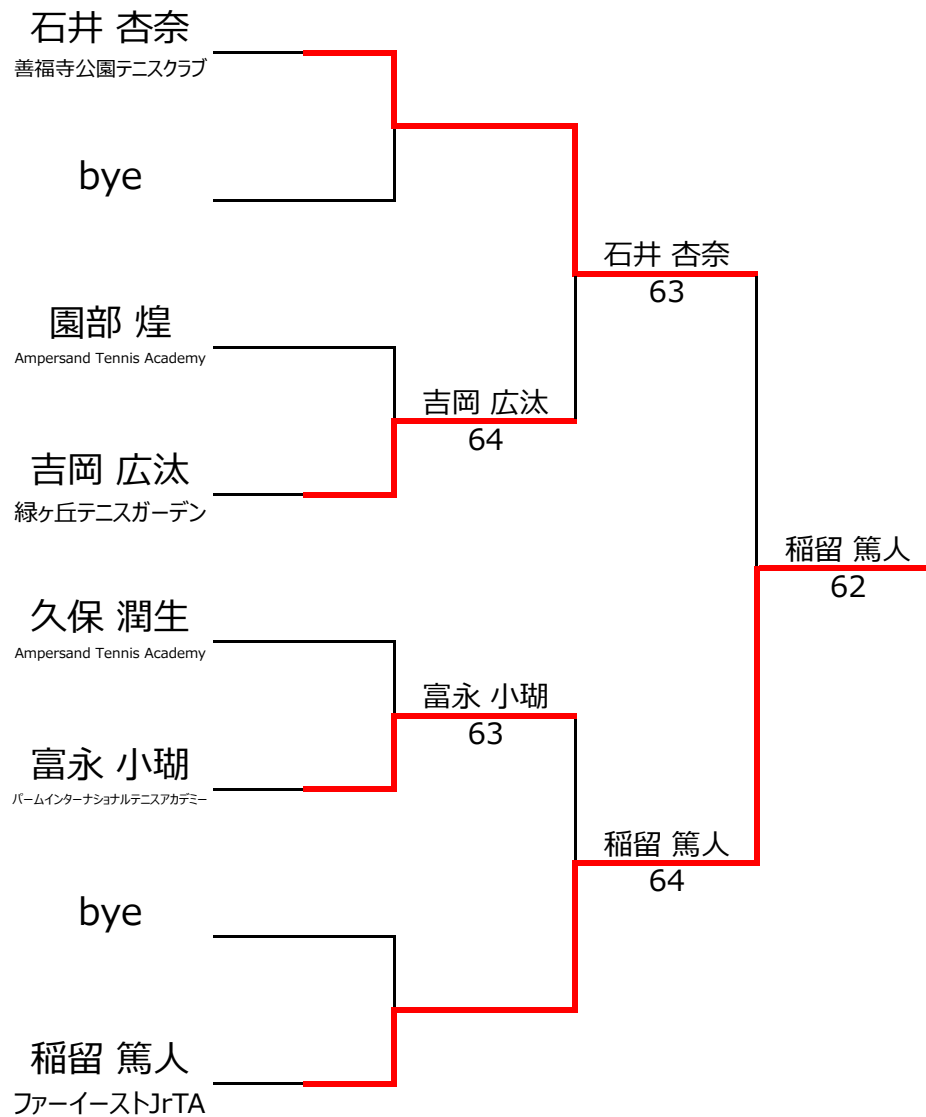 石井 杏奈
善福寺公園テニスクラブ
bye
園部 煌
Ampersand Tennis Academy
吉岡 広汰
緑ヶ丘テニスガーデン
久保 潤生
Ampersand Tennis Academy
富永 小瑚
パームインターナショナルテニスアカデミー
bye
稲留 篤人
ファーイーストJrTA
吉岡 広汰
64
富永 小瑚
63
石井 杏奈
63
稲留 篤人
64
稲留 篤人
62